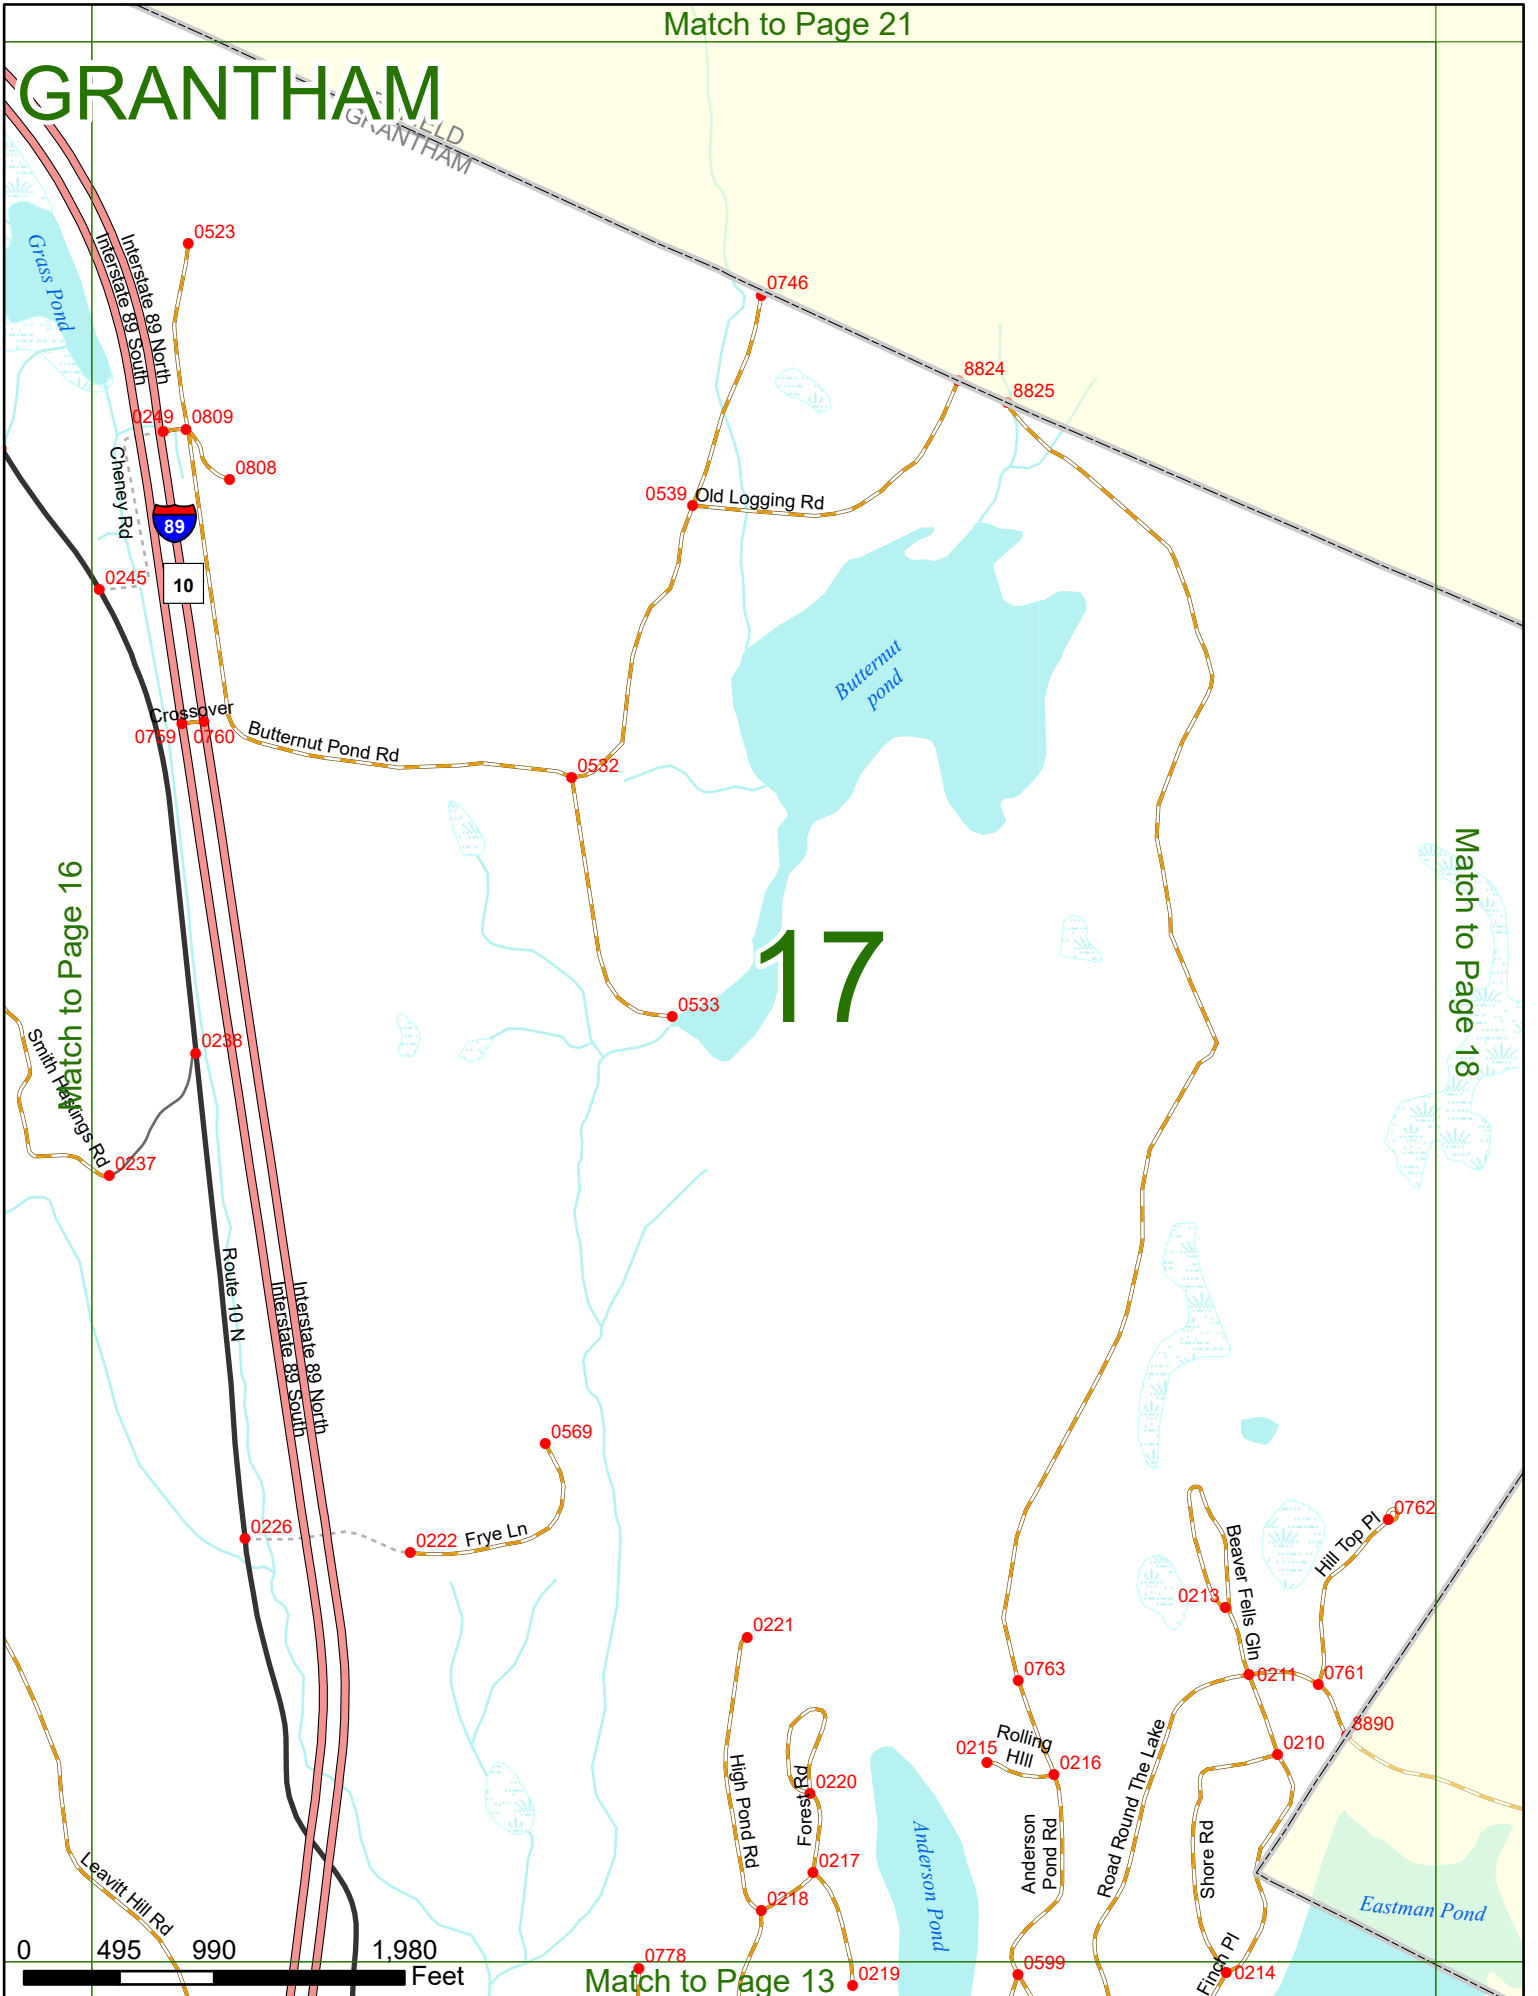 Match to Page 21
GRANTHAM
GRANTHAM
Grass Pond
Interstate 89 South
Interstate 89 North
0523
0746
8824
8825
0249
0809
0808
Cheney Rd
89
10
0539
Old Logging Rd
0245
Butternut
pond
Crossover
0759
0760
Butternut Pond Rd
0532
Match to Page 16
Match to Page 18
17
0533
0238
Smith Hastings Rd
0237
Route 10 N
Interstate 89 South
Interstate 89 North
0569
0226
0222
Frye Ln
0762
Hill Top Pl
Beaver Fells Gln
0213
0221
0763
0211
0761
8890
0210
Rolling
HIll
0215
0216
High Pond Rd
Forest Rd
0220
0217
0218
Anderson Pond
Anderson
Pond Rd
Road Round The Lake
Shore Rd
Eastman Pond
Leavitt Hill Rd
Finch Pl
0 495 990 1,980
Feet
0778
Match to Page 13
0219
0599
0214